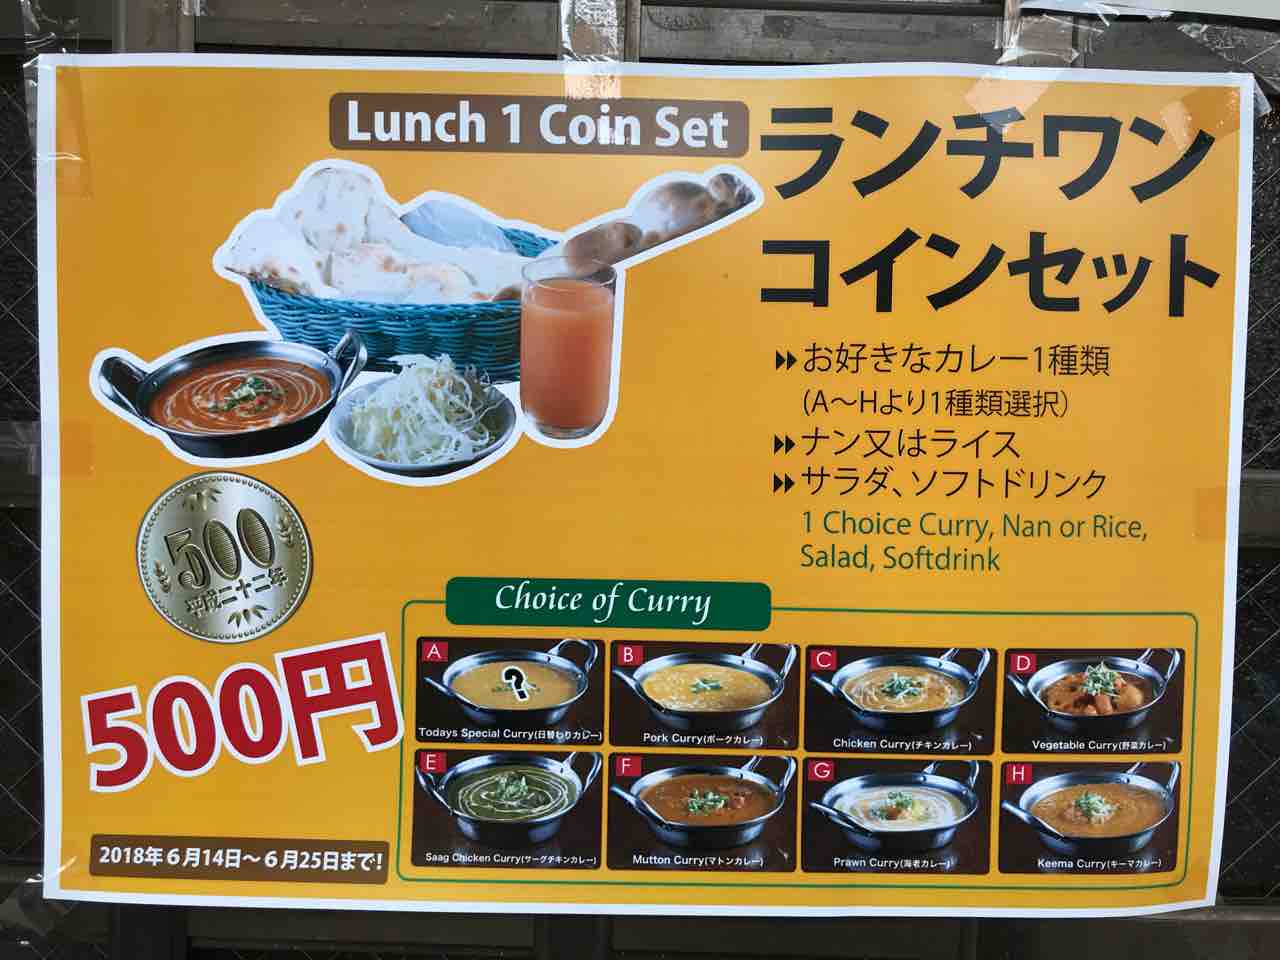 Lunch 1 Coin Set
ランチワン
コインセット
お好きなカレー1種類
(A～Hより1種類選択)
ナン又はライス
サラダ、ソフトドリンク
1 Choice Curry, Nan or Rice,
Salad, Softdrink
500
平成二十二年
500円
2018年６月14日～６月25日まで!
Choice of Curry
A
?
Todays Special Curry(日替わりカレー)
B
Pork Curry(ポークカレー)
C
Chicken Curry(チキンカレー)
D
Vegetable Curry(野菜カレー)
E
Saag Chicken Curry(サーグチキンカレー)
F
Mutton Curry(マトンカレー)
G
Prawn Curry(海老カレー)
H
Keema Curry(キーマカレー)